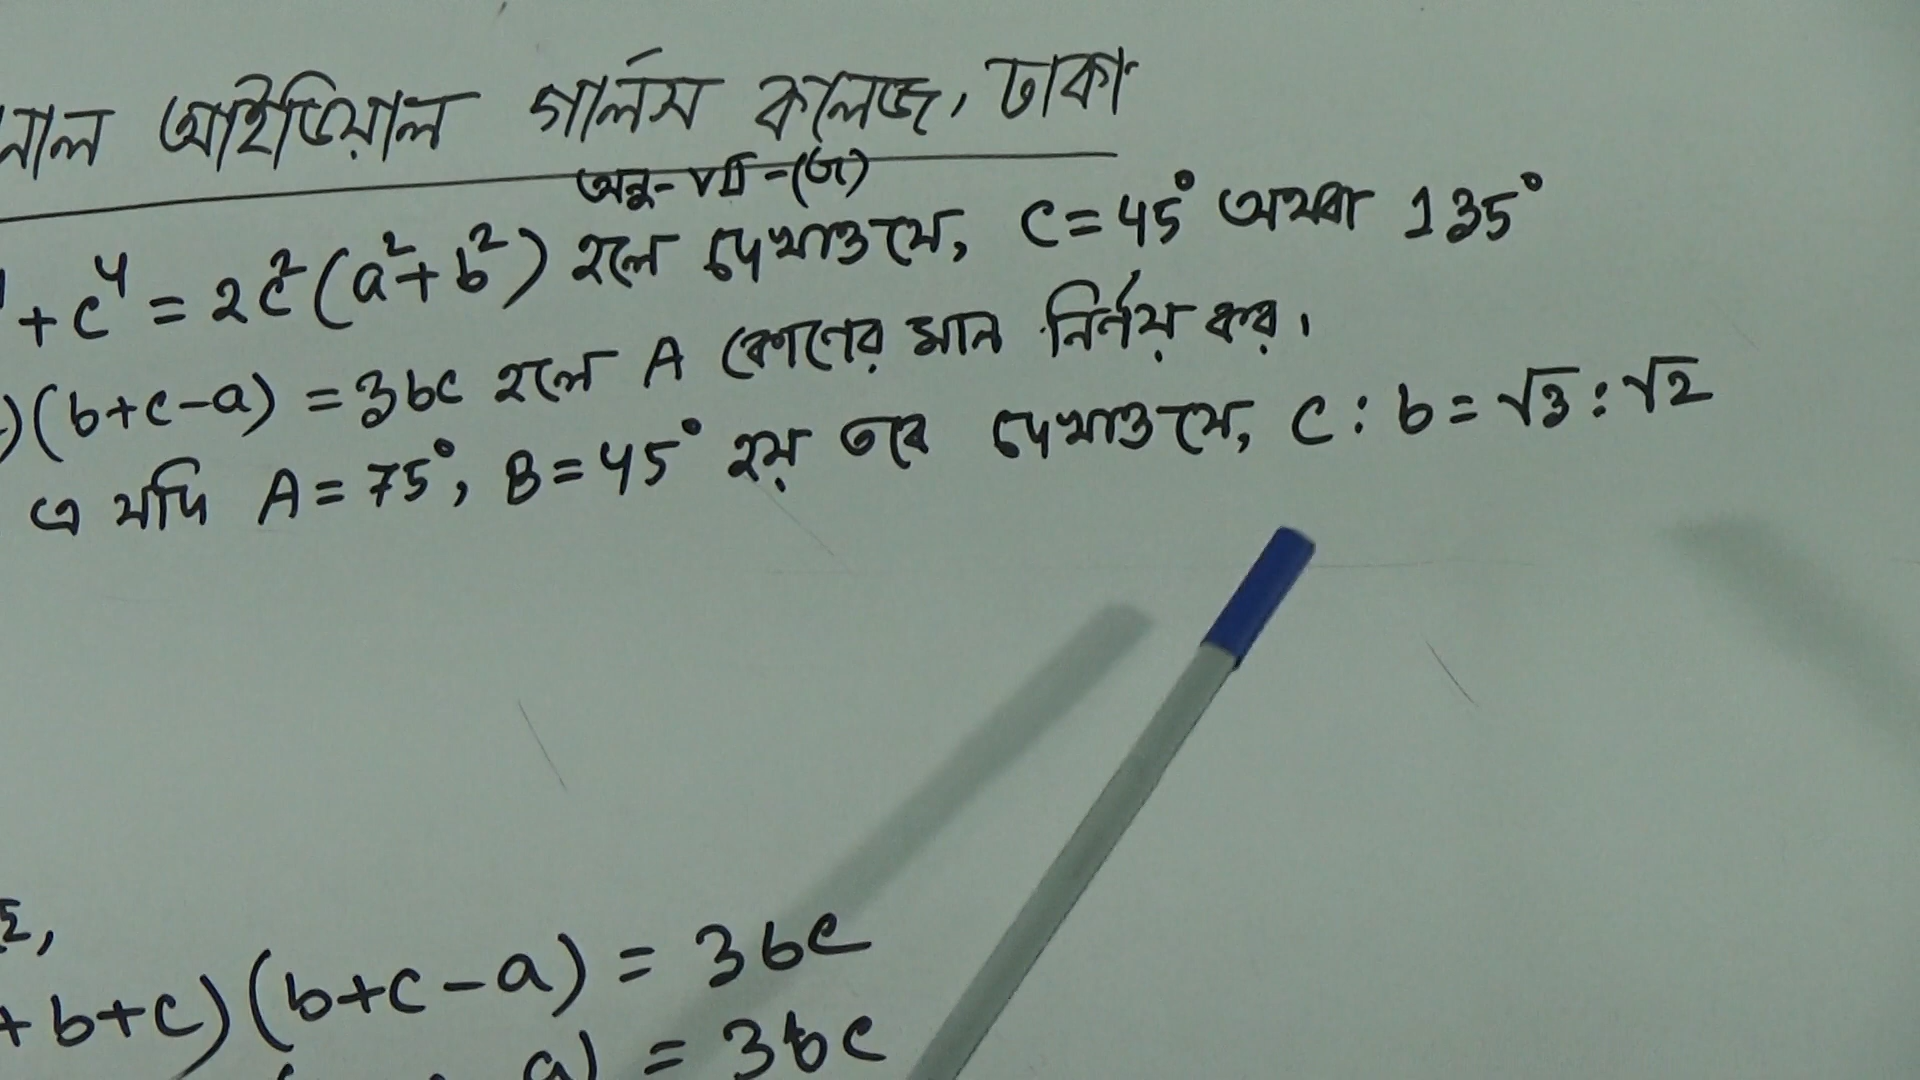 নাল আইডিয়াল গার্লস কলেজ, ঢাকা
অনু-VII-(জ)
+ c⁴ = 2c²(a²+b²) হলে দেখাও যে, C=45° অথবা 135°
)(b+c-a) = 3bc হলে A কোণের মান নির্ণয় কর।
এ যদি A=75°, B=45° হয় তবে দেখাও যে, c:b=√3:√2
+b+c)(b+c-a) = 3bc
a) = 3bc